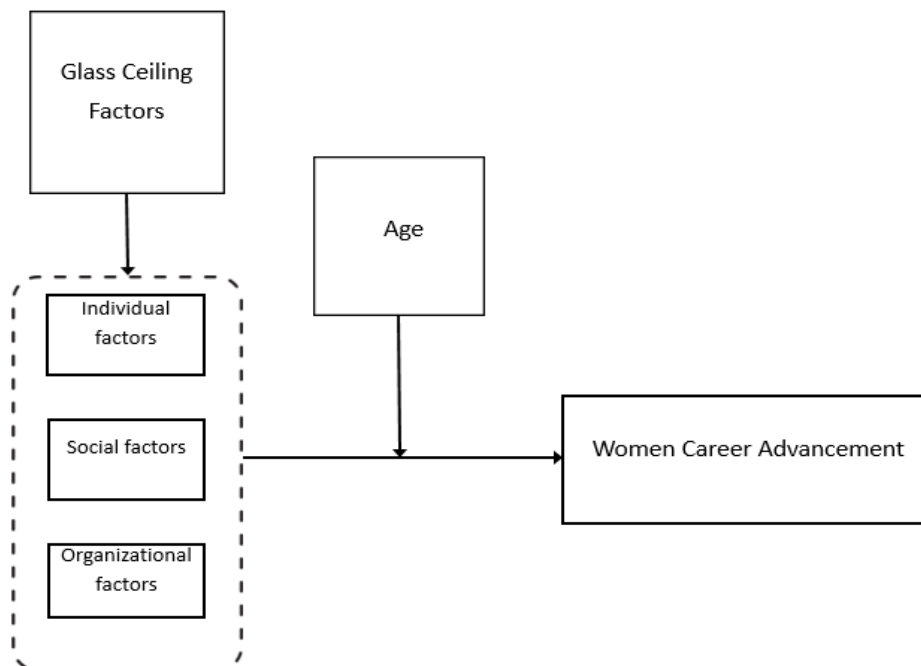 Glass Ceiling
Factors
Age
Individual
factors
Social factors
Organizational
factors
Women Career Advancement